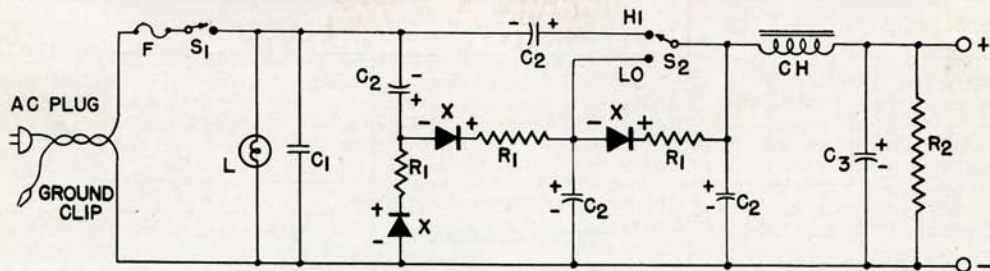 F
S1
C2
HI
S2
LO
CH
+
AC PLUG
GROUND
CLIP
L
C1
C2
X
R1
X
R1
R1
X
C2
C2
C3
R2
-